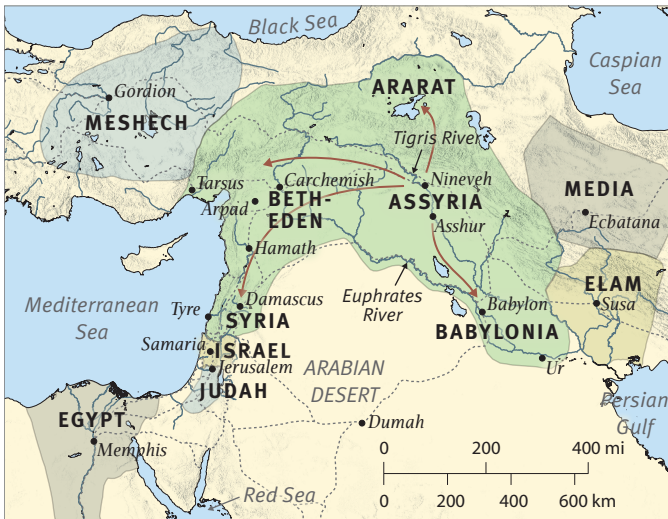 Black Sea
Caspian
Sea
ARARAT
Gordion
MESHECH
Tigris River
Tarsus
Carchemish
Nineveh
MEDIA
Arpad
BETH-
EDEN
ASSYRIA
Ecbatana
Asshur
Hamath
ELAM
Mediterranean
Sea
Euphrates
River
Susa
Tyre
Damascus
Babylon
SYRIA
BABYLONIA
Samaria
ISRAEL
Jerusalem
ARABIAN
DESERT
Ur
JUDAH
Persian
Gulf
EGYPT
Dumah
Memphis
0 200 400 mi
0 200 400 600 km
Red Sea